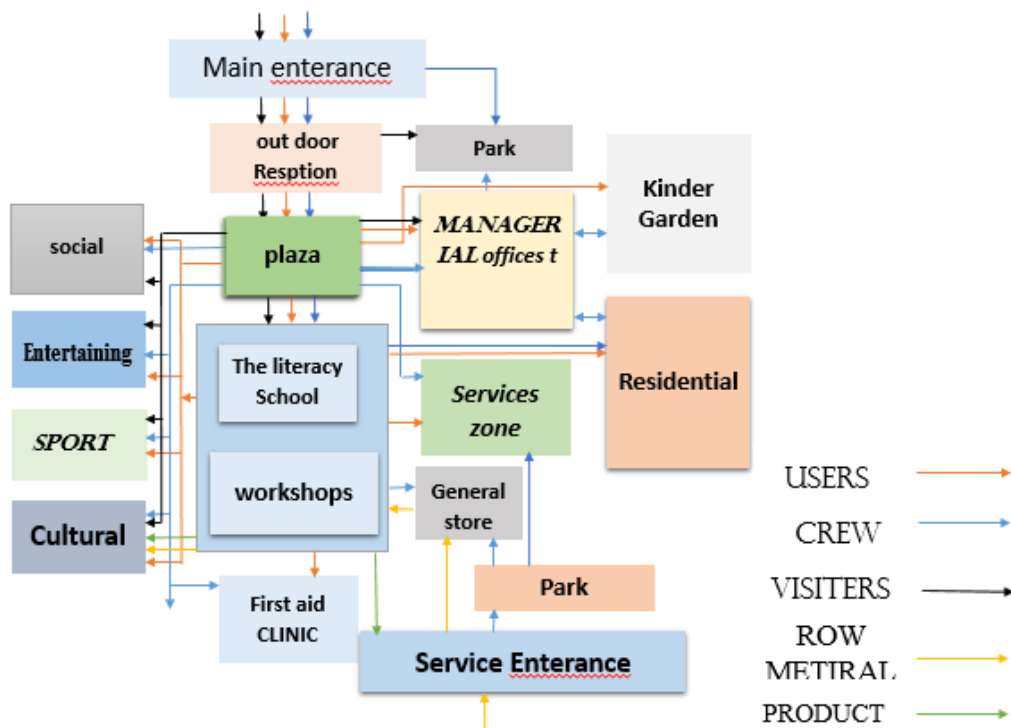 Main enterance
out door
Resption
Park
Kinder
Garden
social
plaza
MANAGER
IAL offices t
Entertaining
The literacy
School
Residential
Services
zone
SPORT
workshops
General
store
Cultural
First aid
CLINIC
Park
Service Enterance
USERS
CREW
VISITERS
ROW
METTRAL
PRODUCT